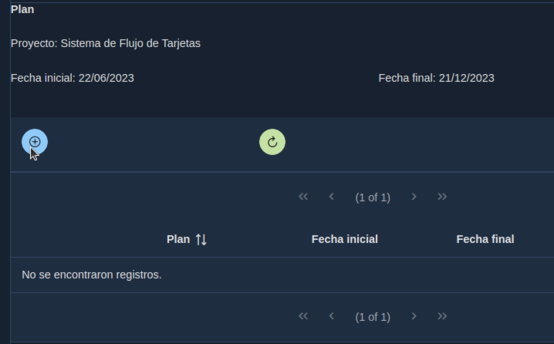 Plan
Proyecto: Sistema de Flujo de Tarjetas
Fecha inicial: 22/06/2023 Fecha final: 21/12/2023
(1 of 1)
Plan Fecha inicial Fecha final
No se encontraron registros.
(1 of 1)